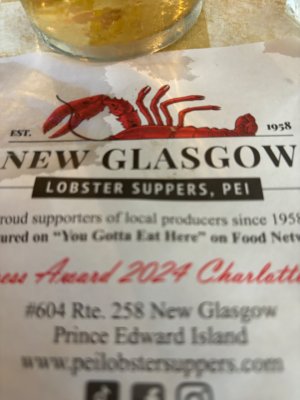 EST. 1958
NEW GLASGOW
LOBSTER SUPPERS, PEI
roud supporters of local producers since 1958
ured on "You Gotta Eat Here" on Food Netw
ess Award 2024 Charlotte
#604 Rte. 258 New Glasgow
Prince Edward Island
www.peilobstersuppers.com